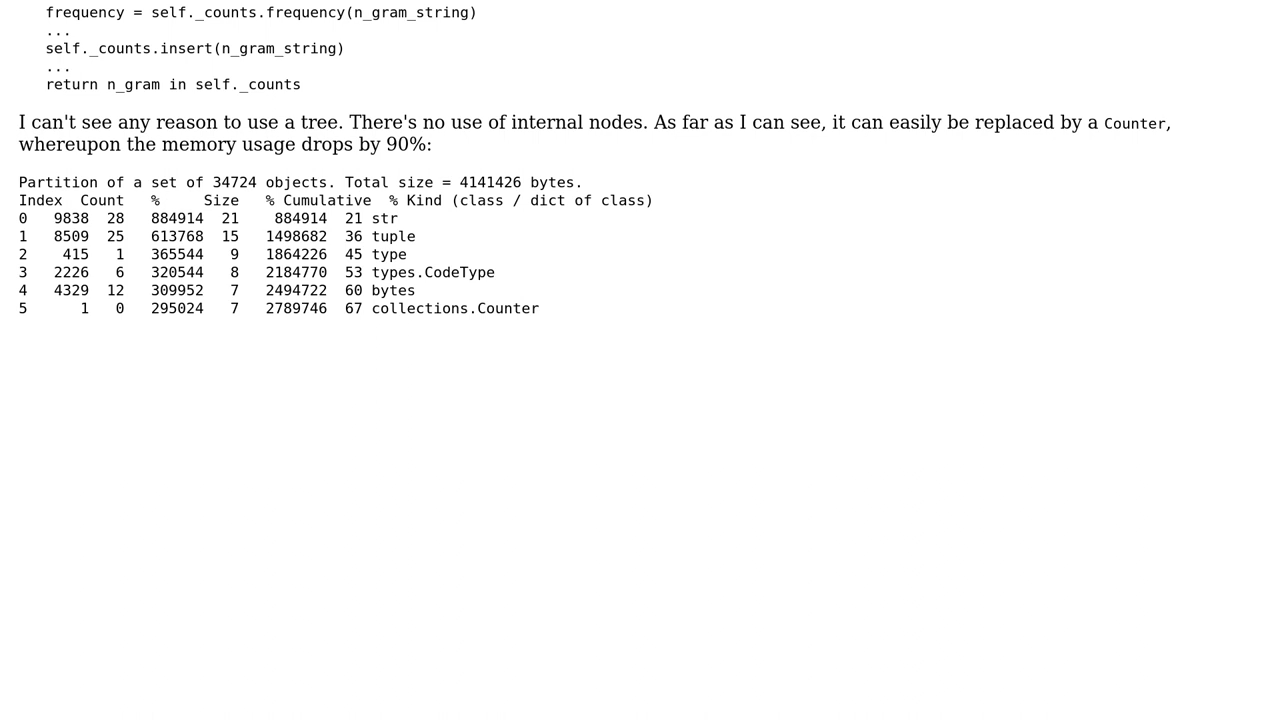 frequency = self._counts.frequency(n_gram_string)
...
self._counts.insert(n_gram_string)
...
return n_gram in self._counts
I can't see any reason to use a tree. There's no use of internal nodes. As far as I can see, it can easily be replaced by a Counter,
whereupon the memory usage drops by 90%:
Partition of a set of 34724 objects. Total size = 4141426 bytes.
Index  Count   %     Size   % Cumulative  % Kind (class / dict of class)
0   9838  28   884914  21    884914  21 str
1   8509  25   613768  15   1498682  36 tuple
2    415   1   365544   9   1864226  45 type
3   2226   6   320544   8   2184770  53 types.CodeType
4   4329  12   309952   7   2494722  60 bytes
5      1   0   295024   7   2789746  67 collections.Counter